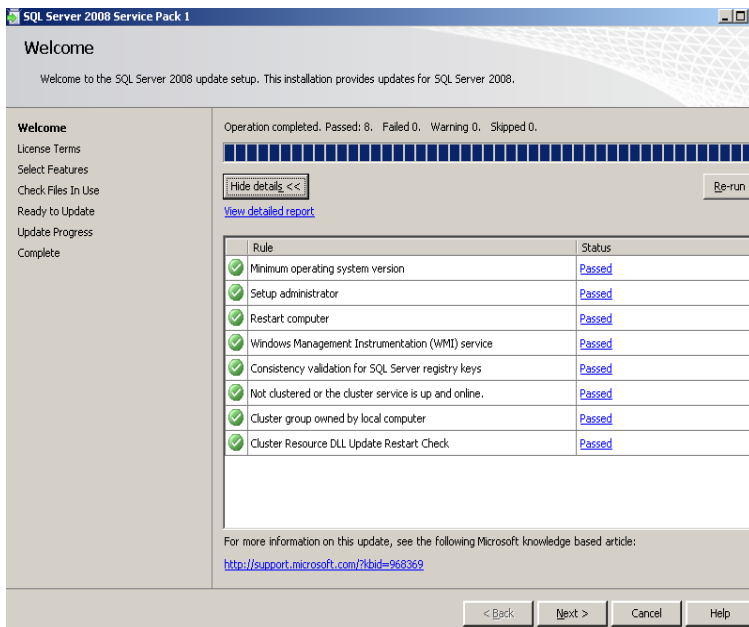 SQL Server 2008 Service Pack 1
Welcome
Welcome to the SQL Server 2008 update setup. This installation provides updates for SQL Server 2008.
Welcome
License Terms
Select Features
Check Files In Use
Ready to Update
Update Progress
Complete
Operation completed. Passed: 8. Failed 0. Warning 0. Skipped 0.
Hide details <<
Re-run
View detailed report
Rule Status
Minimum operating system version Passed
Setup administrator Passed
Restart computer Passed
Windows Management Instrumentation (WMI) service Passed
Consistency validation for SQL Server registry keys Passed
Not clustered or the cluster service is up and online. Passed
Cluster group owned by local computer Passed
Cluster Resource DLL Update Restart Check Passed
For more information on this update, see the following Microsoft knowledge based article:
http://support.microsoft.com/?kbid=968369
< Back Next > Cancel Help